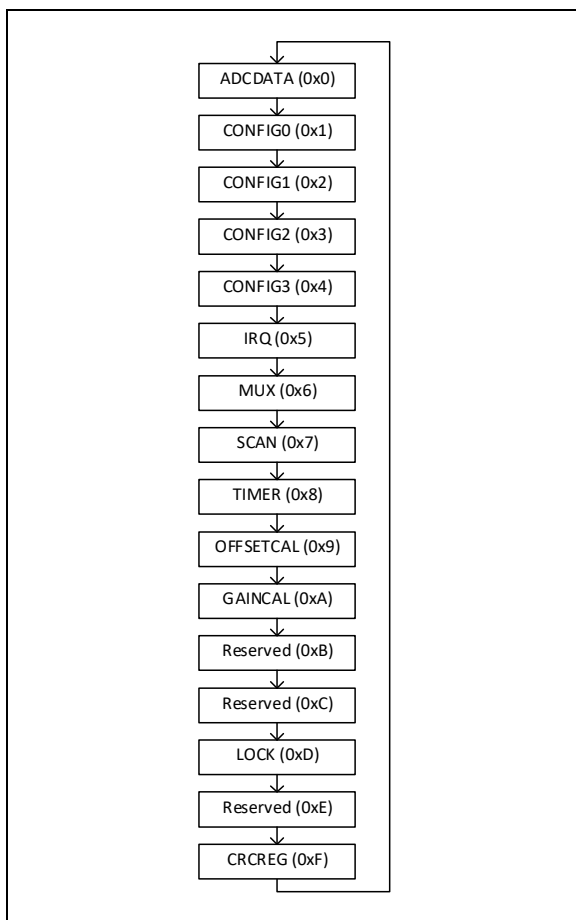 ADCDATA (0x0)
CONFIG0 (0x1)
CONFIG1 (0x2)
CONFIG2 (0x3)
CONFIG3 (0x4)
IRQ (0x5)
MUX (0x6)
SCAN (0x7)
TIMER (0x8)
OFFSETCAL (0x9)
GAINCAL (0xA)
Reserved (0xB)
Reserved (0xC)
LOCK (0xD)
Reserved (0xE)
CRCREG (0xF)